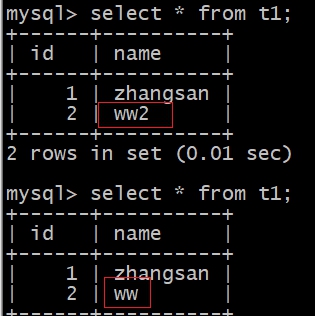 mysql> select * from t1;
+------+----------+
| id   | name     |
+------+----------+
|    1 | zhangsan |
|    2 | ww2      |
+------+----------+
2 rows in set (0.01 sec)
mysql> select * from t1;
+------+----------+
| id   | name     |
+------+----------+
|    1 | zhangsan |
|    2 | ww       |